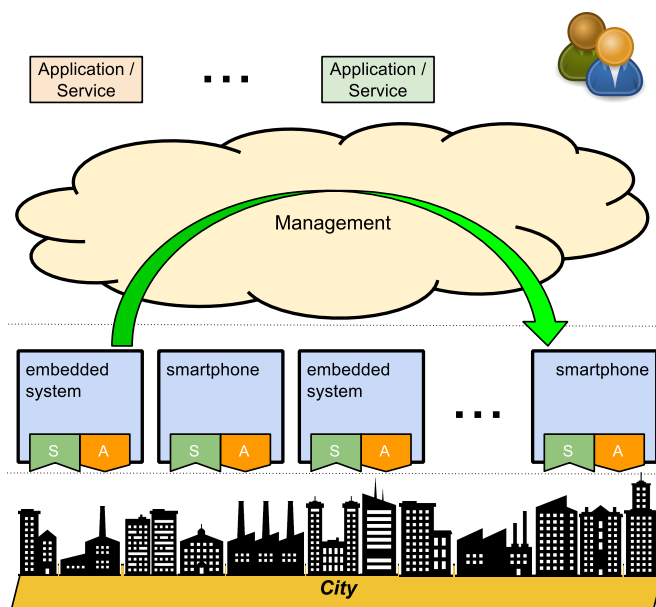 Application /
Service
...
Application /
Service
Management
embedded
system
smartphone
embedded
system
...
smartphone
S
A
S
A
S
A
S
A
City